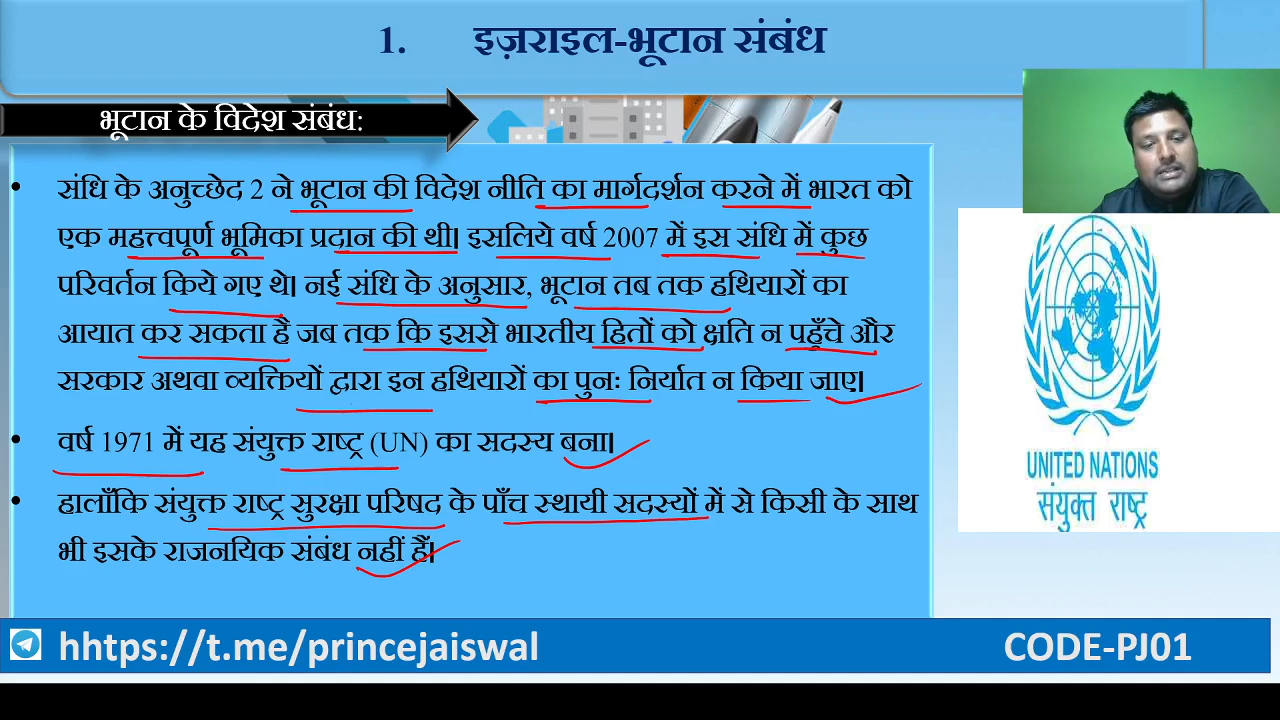 1. इज़राइल-भूटान संबंध
भूटान के विदेश संबंध:
• संधि के अनुच्छेद 2 ने भूटान की विदेश नीति का मार्गदर्शन करने में भारत को
एक महत्त्वपूर्ण भूमिका प्रदान की थी। इसलिये वर्ष 2007 में इस संधि में कुछ
परिवर्तन किये गए थे। नई संधि के अनुसार, भूटान तब तक हथियारों का
आयात कर सकता है जब तक कि इससे भारतीय हितों को क्षति न पहुँचे और
सरकार अथवा व्यक्तियों द्वारा इन हथियारों का पुनः निर्यात न किया जाए।
• वर्ष 1971 में यह संयुक्त राष्ट्र (UN) का सदस्य बना।
• हालाँकि संयुक्त राष्ट्र सुरक्षा परिषद के पाँच स्थायी सदस्यों में से किसी के साथ
भी इसके राजनयिक संबंध नहीं हैं।
UNITED NATIONS
संयुक्त राष्ट्र
hhtps://t.me/princejaiswal
CODE-PJ01